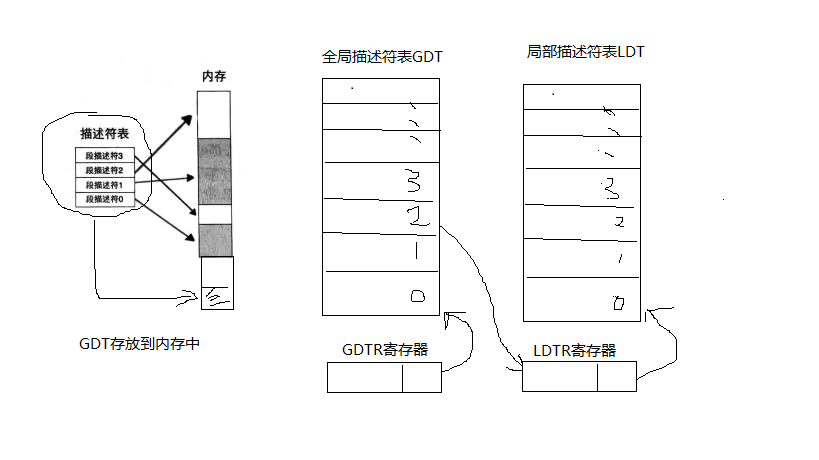 内存
描述符表
段描述符3
段描述符2
段描述符1
段描述符0
GDT存放到内存中
全局描述符表GDT
3
2
1
0
GDTR寄存器
局部描述符表LDT
3
2
1
0
LDTR寄存器